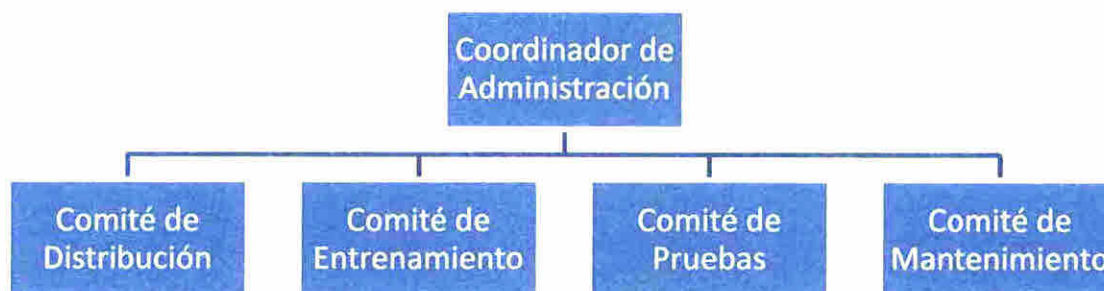 Coordinador de
Administración
Comité de
Distribución
Comité de
Entrenamiento
Comité de
Pruebas
Comité de
Mantenimiento